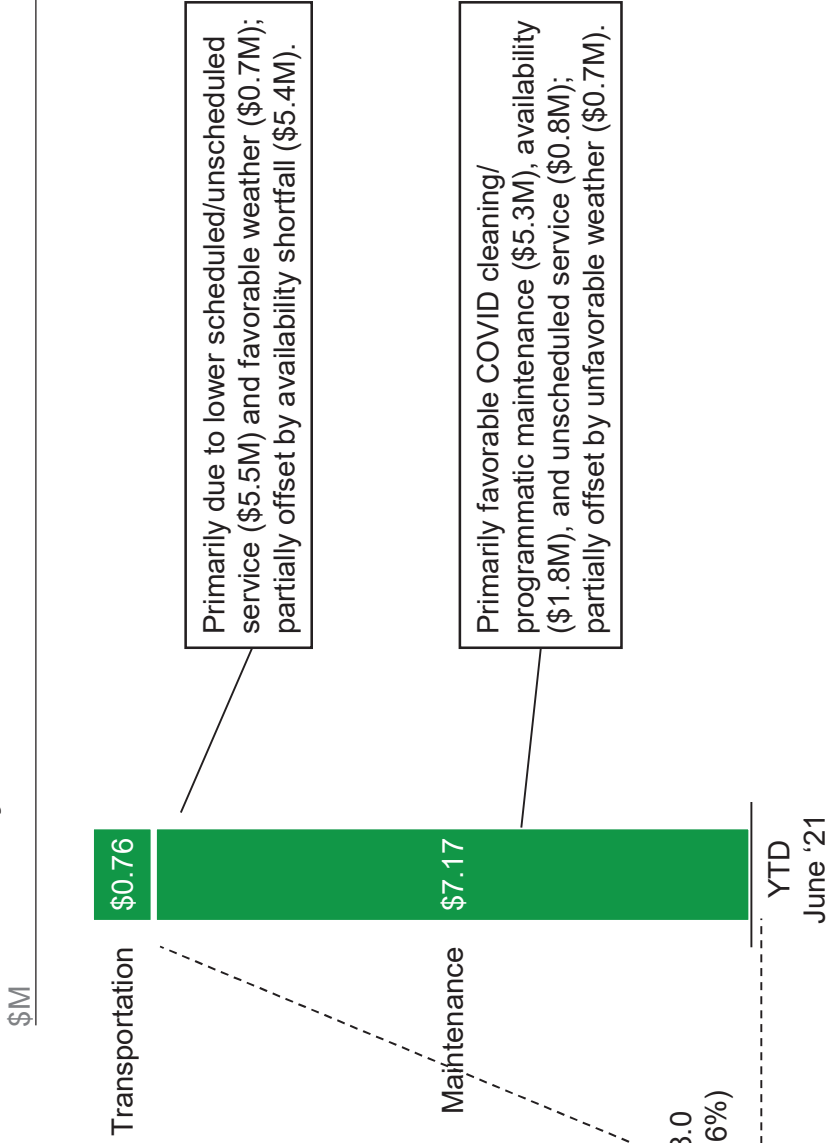 $M
Transportation
$0.76
Primarily due to lower scheduled/unscheduled
service ($5.5M) and favorable weather ($0.7M);
partially offset by availability shortfall ($5.4M).
Maintenance
$7.17
Primarily favorable COVID cleaning/
programmatic maintenance ($5.3M), availability
($1.8M), and unscheduled service ($0.8M);
partially offset by unfavorable weather ($0.7M).
YTD
June ‘21
.0
6%)